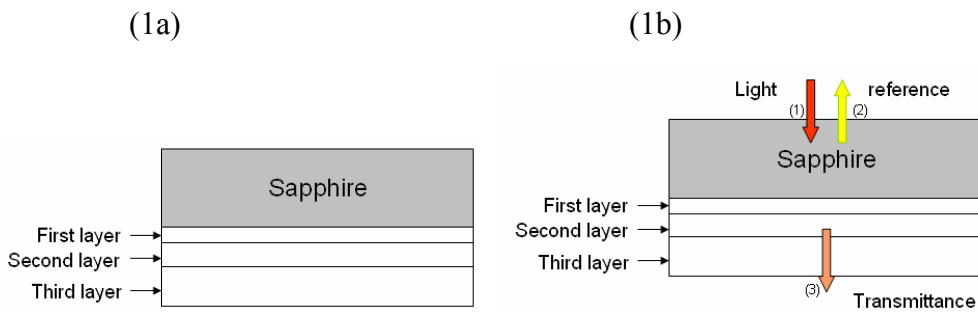 (1a)
Sapphire
First layer
Second layer
Third layer
(1b)
Light
reference
(1)
(2)
Sapphire
First layer
Second layer
Third layer
(3)
Transmittance